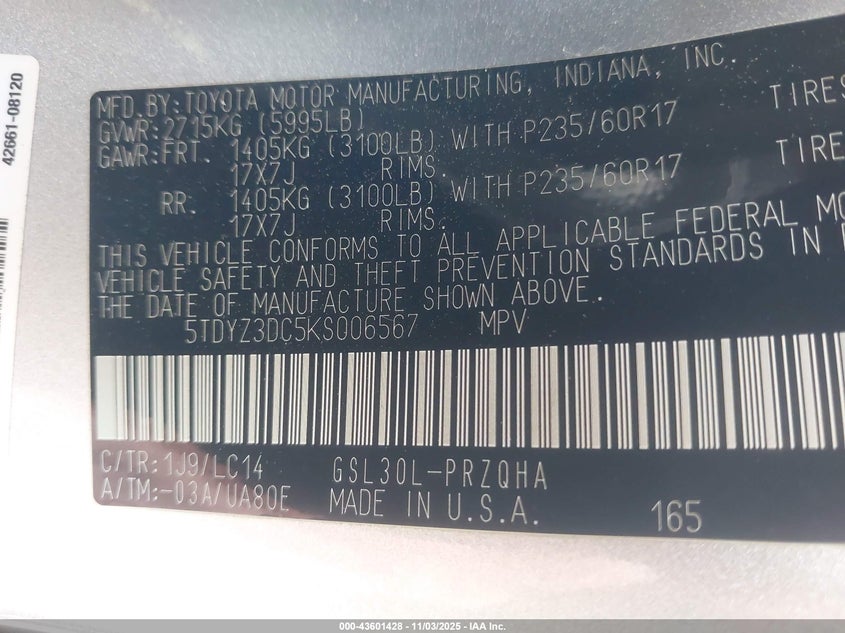 42661-08120
MFD.BY:TOYOTA MOTOR MANUFACTURING, INDIANA, INC.
GVWR:2715KG (5995LB)
GAWR:FRT. 1405KG (3100LB) WITH P235/60R17 TIRES
17X7J RIMS.
RR. 1405KG (3100LB) WITH P235/60R17 TIRE
17X7J RIMS.
THIS VEHICLE CONFORMS TO ALL APPLICABLE FEDERAL MO
VEHICLE SAFETY AND THEFT PREVENTION STANDARDS IN
THE DATE OF MANUFACTURE SHOWN ABOVE.
5TDYZ3DC5KS006567 MPV
C/TR:1J9/LC14 GSL30L-PRZQHA
A/TM:-03A/UA80E MADE IN U.S.A. 165
000-43601428 - 11/03/2025 - IAA Inc.